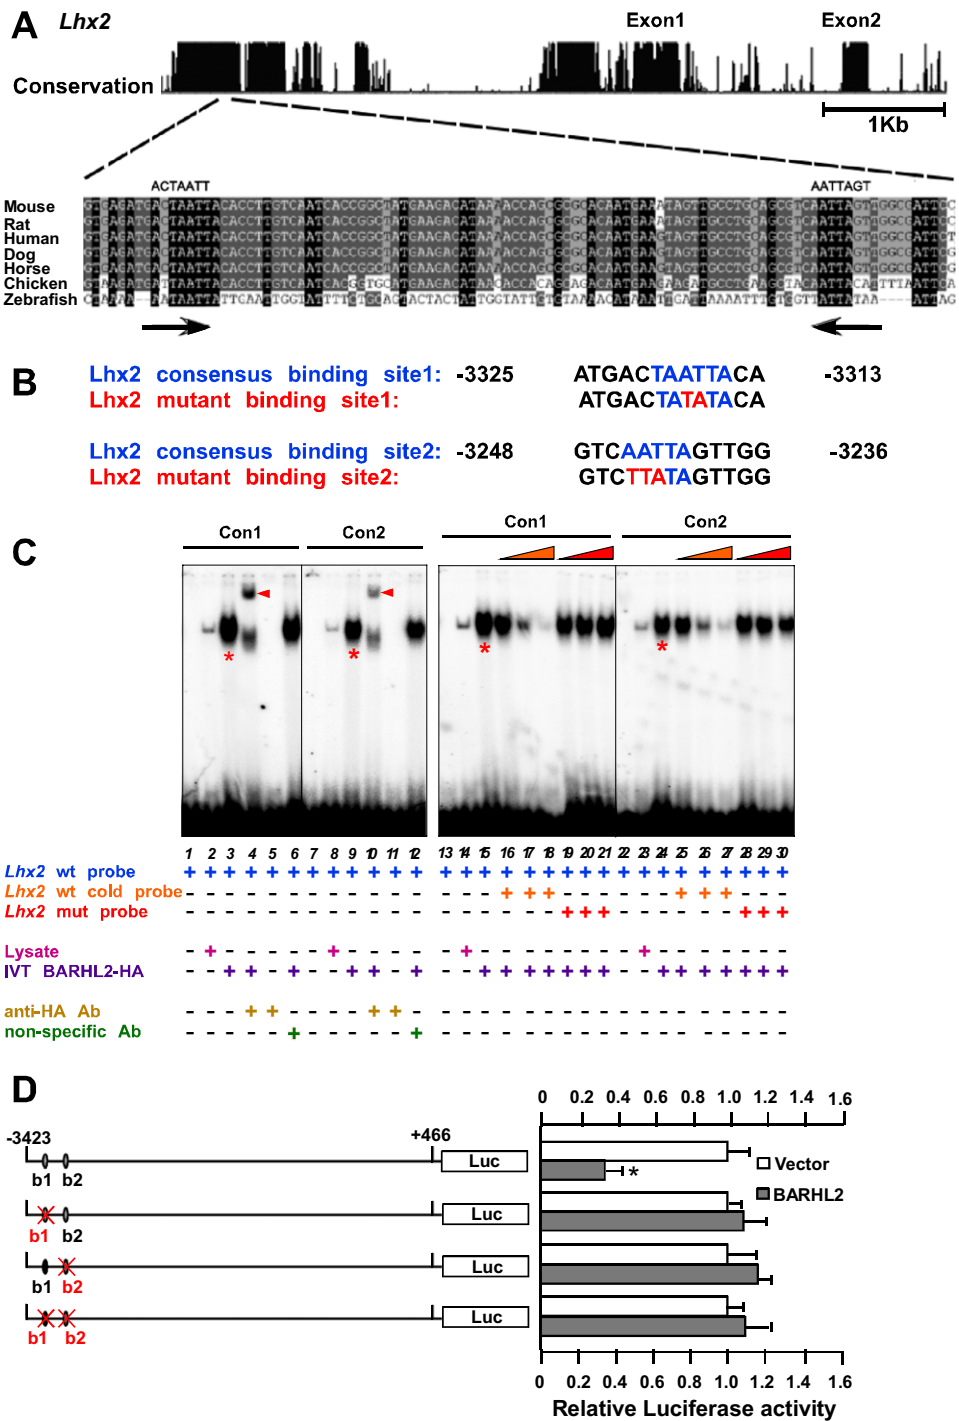 A Lhx2 Exon1 Exon2
Conservation
1Kb
ACTAATT AATTAGT
Mouse
Rat
Human
Dog
Horse
Chicken
Zebrafish
B
Lhx2 consensus binding site1: -3325 ATGACTAATTACA -3313
Lhx2 mutant binding site1: ATGACTATATACA
Lhx2 consensus binding site2: -3248 GTCAATTAGTTGG -3236
Lhx2 mutant binding site2: GTCTTATAGTTGG
C
Con1 Con2 Con1 Con2
* * * *
1 2 3 4 5 6 7 8 9 10 11 12 13 14 15 16 17 18 19 20 21 22 23 24 25 26 27 28 29 30
Lhx2 wt probe + + + + + + + + + + + + + + + + + + + + + + + + + + + + + +
Lhx2 wt cold probe - - - - - - - - - - - - - - - + + + - - - - - - + + + - - -
Lhx2 mut probe - - - - - - - - - - - - - - - - - - + + + - - - - - - + + +
Lysate - + - - - - - + - - - - - + - - - - - - - - + - - - - - - -
IVT BARHL2-HA - - + + - + - - + + - + - - + + + + + + + - - + + + + + + +
anti-HA Ab - - - + + - - - - + + - - - - - - - - - - - - - - - - - - -
non-specific Ab - - - - - + - - - - - + - - - - - - - - - - - - - - - - - -
D
0 0.2 0.4 0.6 0.8 1.0 1.2 1.4 1.6
-3423 +466
b1 b2 Luc
*
Vector
BARHL2
b1 b2 Luc
b1 b2 Luc
b1 b2 Luc
0 0.2 0.4 0.6 0.8 1.0 1.2 1.4 1.6
Relative Luciferase activity